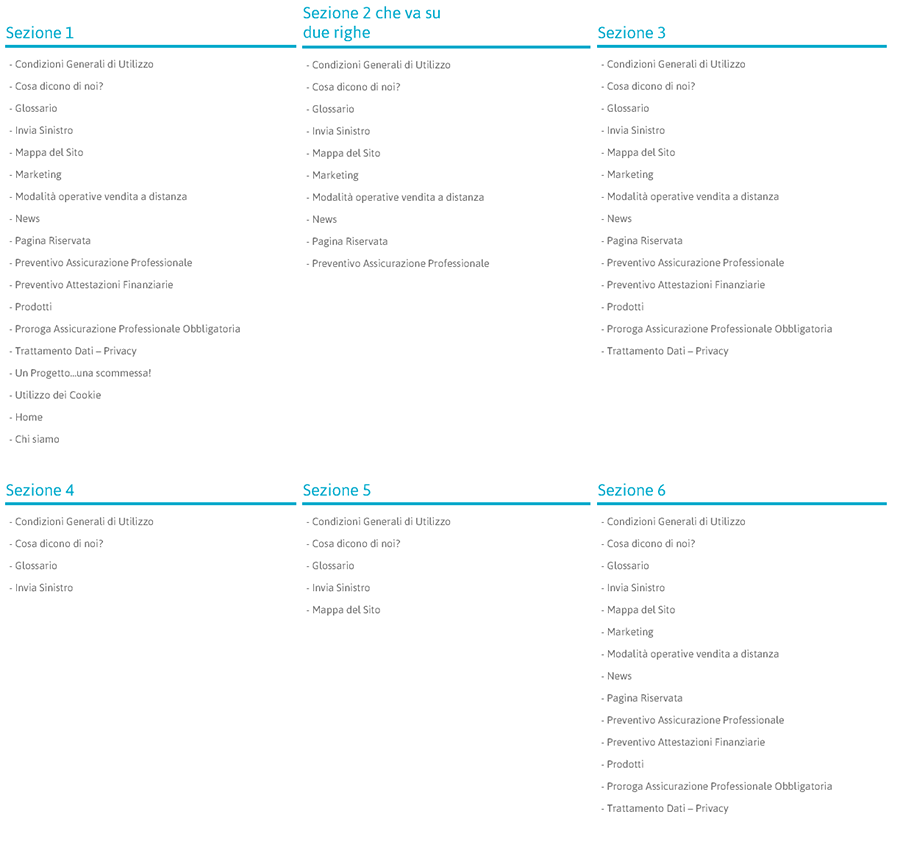 Sezione 1
- Condizioni Generali di Utilizzo
- Cosa dicono di noi?
- Glossario
- Invia Sinistro
- Mappa del Sito
- Marketing
- Modalità operative vendita a distanza
- News
- Pagina Riservata
- Preventivo Assicurazione Professionale
- Preventivo Attestazioni Finanziarie
- Prodotti
- Proroga Assicurazione Professionale Obbligatoria
- Trattamento Dati – Privacy
- Un Progetto...una scommessa!
- Utilizzo dei Cookie
- Home
- Chi siamo
Sezione 2 che va su
due righe
- Condizioni Generali di Utilizzo
- Cosa dicono di noi?
- Glossario
- Invia Sinistro
- Mappa del Sito
- Marketing
- Modalità operative vendita a distanza
- News
- Pagina Riservata
- Preventivo Assicurazione Professionale
Sezione 3
- Condizioni Generali di Utilizzo
- Cosa dicono di noi?
- Glossario
- Invia Sinistro
- Mappa del Sito
- Marketing
- Modalità operative vendita a distanza
- News
- Pagina Riservata
- Preventivo Assicurazione Professionale
- Preventivo Attestazioni Finanziarie
- Prodotti
- Proroga Assicurazione Professionale Obbligatoria
- Trattamento Dati – Privacy
Sezione 4
- Condizioni Generali di Utilizzo
- Cosa dicono di noi?
- Glossario
- Invia Sinistro
Sezione 5
- Condizioni Generali di Utilizzo
- Cosa dicono di noi?
- Glossario
- Invia Sinistro
- Mappa del Sito
Sezione 6
- Condizioni Generali di Utilizzo
- Cosa dicono di noi?
- Glossario
- Invia Sinistro
- Mappa del Sito
- Marketing
- Modalità operative vendita a distanza
- News
- Pagina Riservata
- Preventivo Assicurazione Professionale
- Preventivo Attestazioni Finanziarie
- Prodotti
- Proroga Assicurazione Professionale Obbligatoria
- Trattamento Dati – Privacy